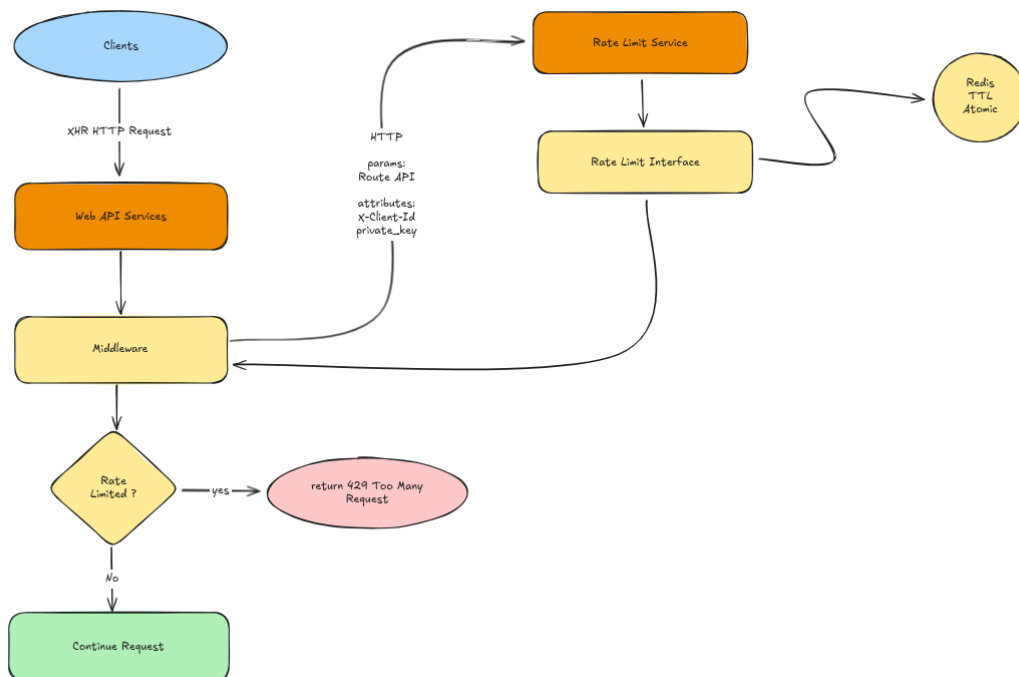 Clients
XHR HTTP Request
Web API Services
Middleware
Rate
Limited ?
yes
return 429 Too Many
Request
No
Continue Request
HTTP
params:
Route API
attributes:
X-Client-Id
private_key
Rate Limit Service
Rate Limit Interface
Redis
TTL
Atomic